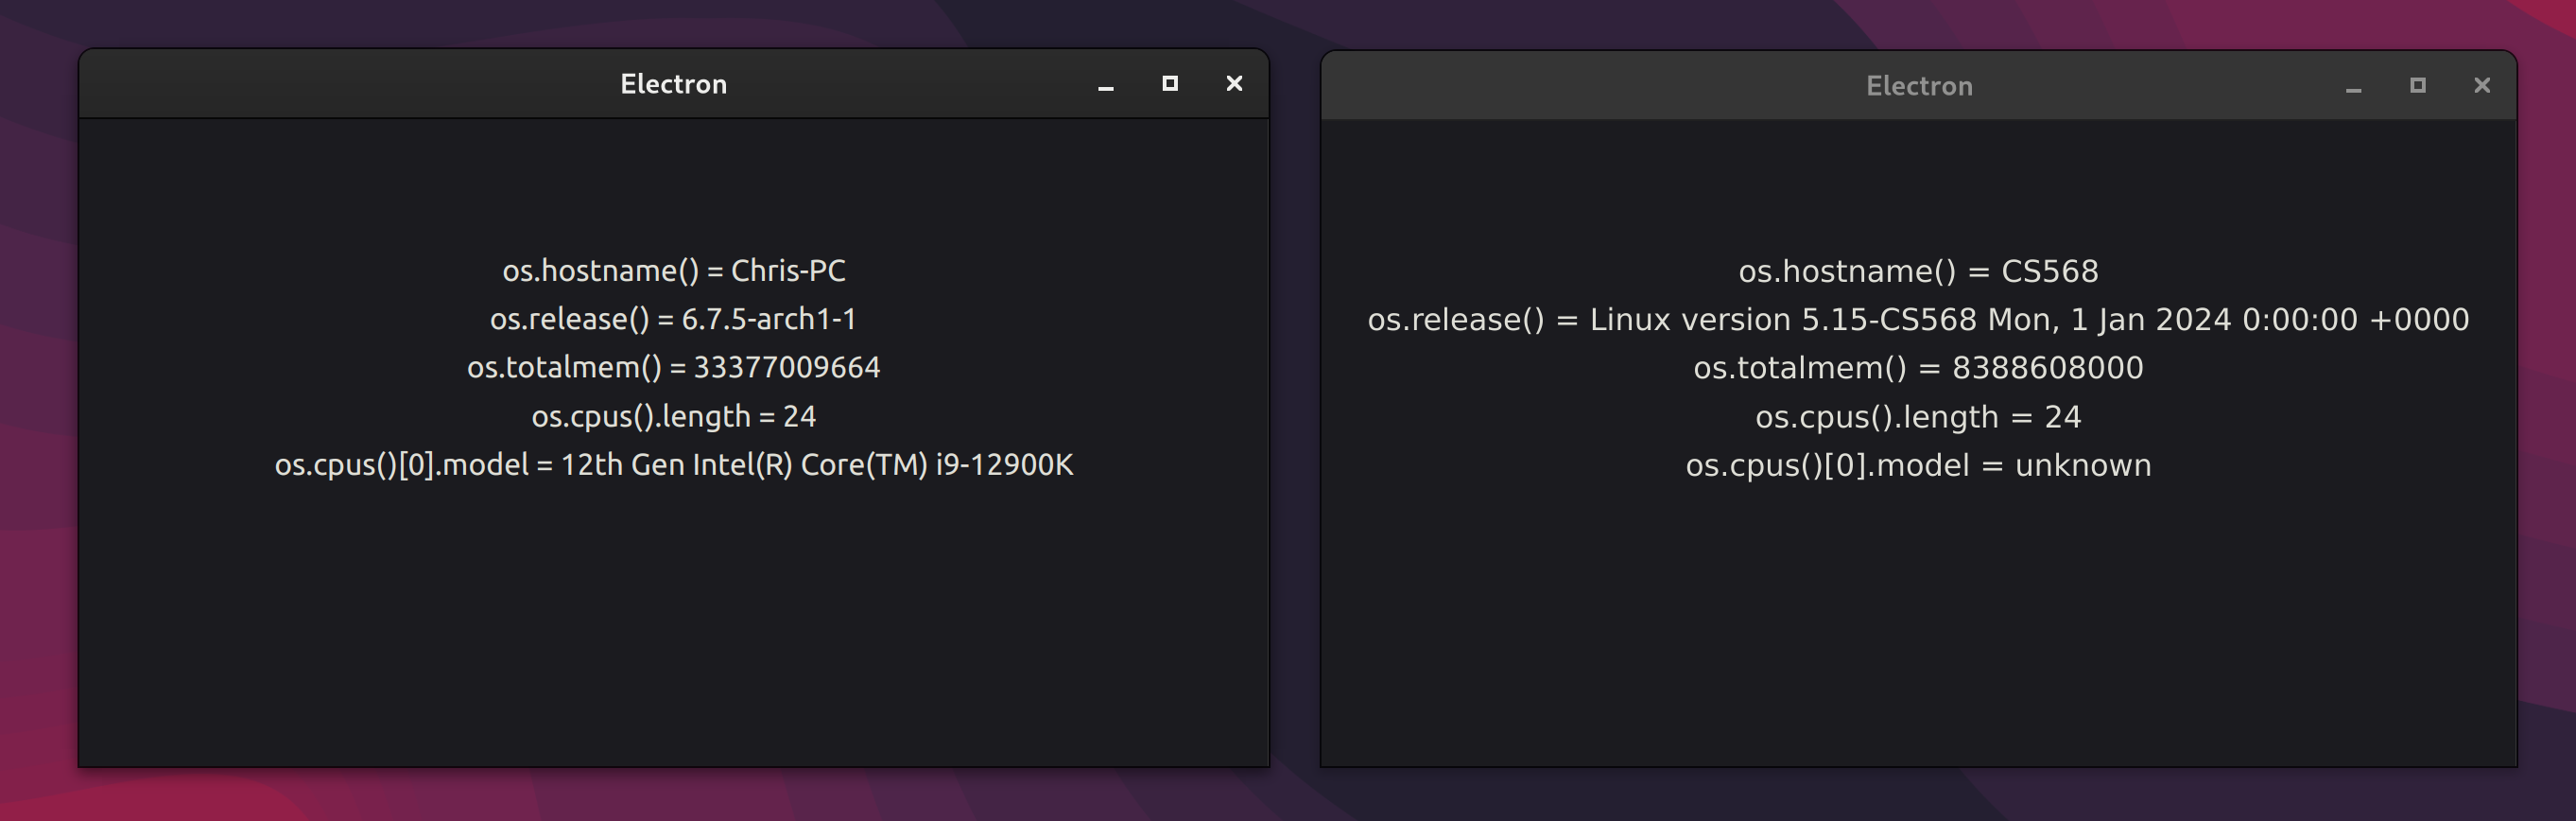 Electron
os.hostname() = Chris-PC
os.release() = 6.7.5-arch1-1
os.totalmem() = 33377009664
os.cpus().length = 24
os.cpus()[0].model = 12th Gen Intel(R) Core(TM) i9-12900K
Electron
os.hostname() = CS568
os.release() = Linux version 5.15-CS568 Mon, 1 Jan 2024 0:00:00 +0000
os.totalmem() = 8388608000
os.cpus().length = 24
os.cpus()[0].model = unknown